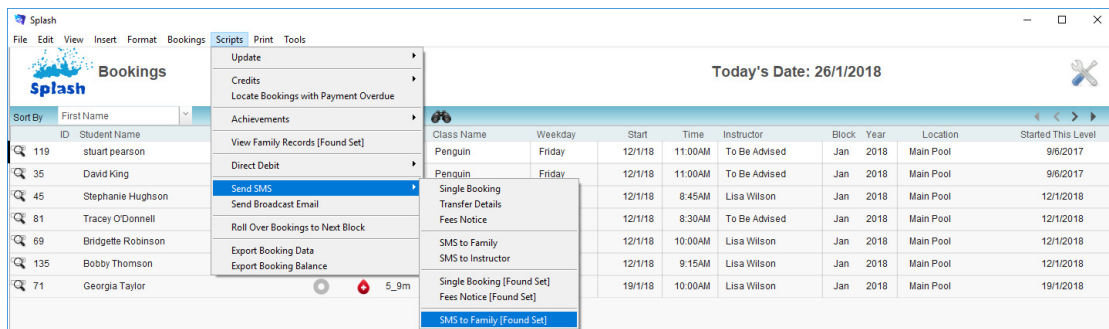 Splash
File Edit View Insert Format Bookings Scripts Print Tools
Splash Bookings Today's Date: 26/1/2018
Update
Credits
Locate Bookings with Payment Overdue
Achievements
View Family Records [Found Set]
Direct Debit
Send SMS
Send Broadcast Email
Roll Over Bookings to Next Block
Export Booking Data
Export Booking Balance
Single Booking
Transfer Details
Fees Notice
SMS to Family
SMS to Instructor
Single Booking [Found Set]
Fees Notice [Found Set]
SMS to Family [Found Set]
Sort By First Name
ID Student Name Class Name Weekday Start Time Instructor Block Year Location Started This Level
119 stuart pearson Penguin Friday 12/1/18 11:00AM To Be Advised Jan 2018 Main Pool 9/6/2017
35 David King Penguin Friday 12/1/18 11:00AM To Be Advised Jan 2018 Main Pool 9/6/2017
45 Stephanie Hughson 12/1/18 8:45AM Lisa Wilson Jan 2018 Main Pool 12/1/2018
81 Tracey O'Donnell 12/1/18 8:30AM To Be Advised Jan 2018 Main Pool 12/1/2018
69 Bridgette Robinson 12/1/18 10:00AM Lisa Wilson Jan 2018 Main Pool 12/1/2018
135 Bobby Thomson 12/1/18 9:15AM Lisa Wilson Jan 2018 Main Pool 12/1/2018
71 Georgia Taylor 5_9m 19/1/18 10:00AM Lisa Wilson Jan 2018 Main Pool 19/1/2018